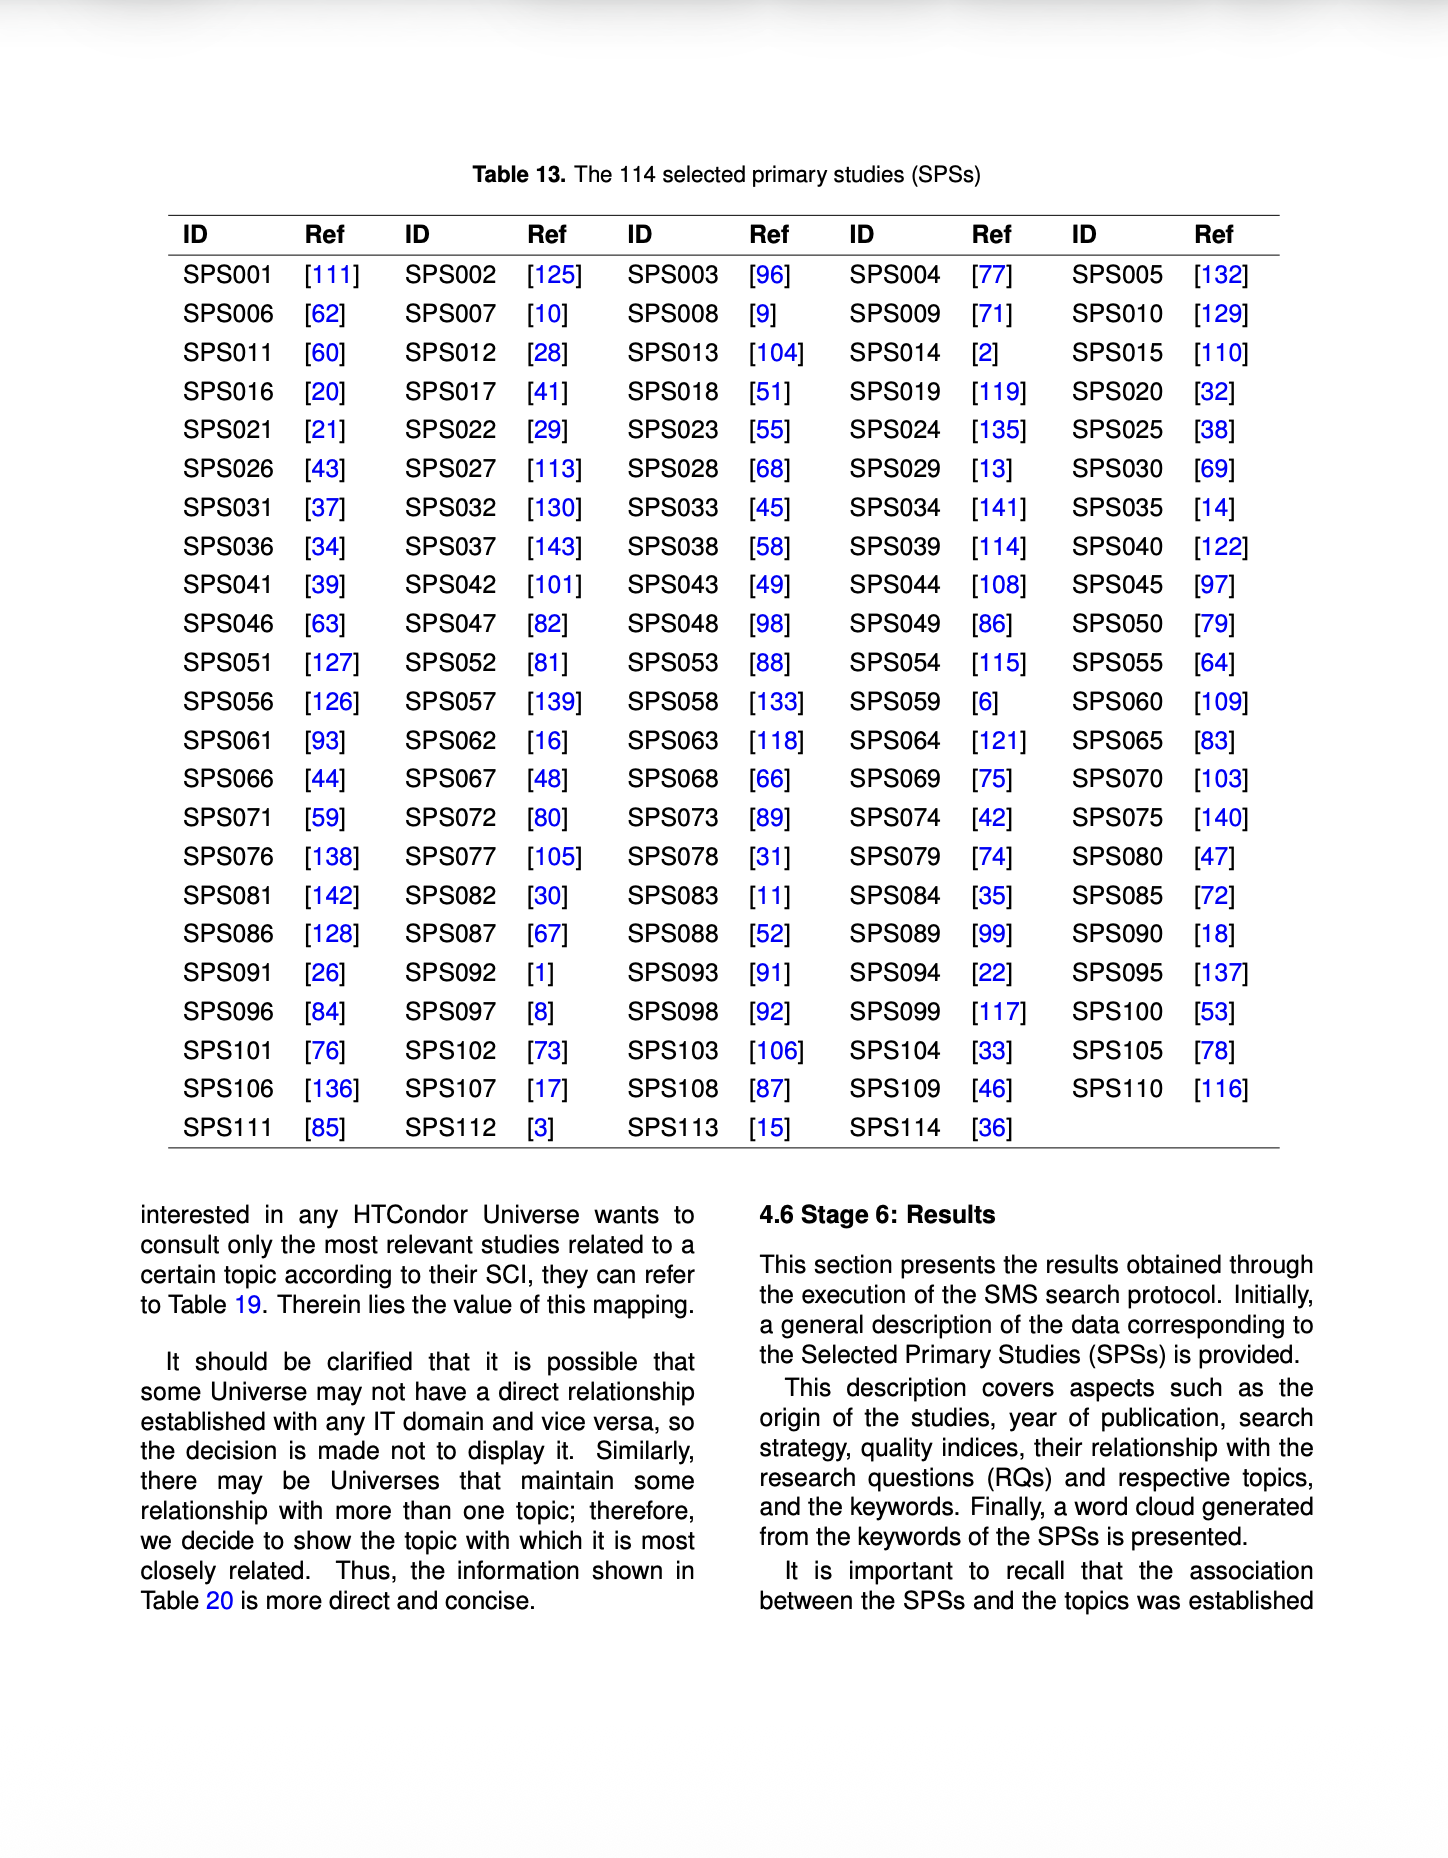 Table 13. The 114 selected primary studies (SPSs)
ID Ref ID Ref ID Ref ID Ref ID Ref
SPS001 [111] SPS002 [125] SPS003 [96] SPS004 [77] SPS005 [132]
SPS006 [62] SPS007 [10] SPS008 [9] SPS009 [71] SPS010 [129]
SPS011 [60] SPS012 [28] SPS013 [104] SPS014 [2] SPS015 [110]
SPS016 [20] SPS017 [41] SPS018 [51] SPS019 [119] SPS020 [32]
SPS021 [21] SPS022 [29] SPS023 [55] SPS024 [135] SPS025 [38]
SPS026 [43] SPS027 [113] SPS028 [68] SPS029 [13] SPS030 [69]
SPS031 [37] SPS032 [130] SPS033 [45] SPS034 [141] SPS035 [14]
SPS036 [34] SPS037 [143] SPS038 [58] SPS039 [114] SPS040 [122]
SPS041 [39] SPS042 [101] SPS043 [49] SPS044 [108] SPS045 [97]
SPS046 [63] SPS047 [82] SPS048 [98] SPS049 [86] SPS050 [79]
SPS051 [127] SPS052 [81] SPS053 [88] SPS054 [115] SPS055 [64]
SPS056 [126] SPS057 [139] SPS058 [133] SPS059 [6] SPS060 [109]
SPS061 [93] SPS062 [16] SPS063 [118] SPS064 [121] SPS065 [83]
SPS066 [44] SPS067 [48] SPS068 [66] SPS069 [75] SPS070 [103]
SPS071 [59] SPS072 [80] SPS073 [89] SPS074 [42] SPS075 [140]
SPS076 [138] SPS077 [105] SPS078 [31] SPS079 [74] SPS080 [47]
SPS081 [142] SPS082 [30] SPS083 [11] SPS084 [35] SPS085 [72]
SPS086 [128] SPS087 [67] SPS088 [52] SPS089 [99] SPS090 [18]
SPS091 [26] SPS092 [1] SPS093 [91] SPS094 [22] SPS095 [137]
SPS096 [84] SPS097 [8] SPS098 [92] SPS099 [117] SPS100 [53]
SPS101 [76] SPS102 [73] SPS103 [106] SPS104 [33] SPS105 [78]
SPS106 [136] SPS107 [17] SPS108 [87] SPS109 [46] SPS110 [116]
SPS111 [85] SPS112 [3] SPS113 [15] SPS114 [36]
interested in any HTCondor Universe wants to
consult only the most relevant studies related to a
certain topic according to their SCI, they can refer
to Table 19. Therein lies the value of this mapping.
It should be clarified that it is possible that
some Universe may not have a direct relationship
established with any IT domain and vice versa, so
the decision is made not to display it. Similarly,
there may be Universes that maintain some
relationship with more than one topic; therefore,
we decide to show the topic with which it is most
closely related. Thus, the information shown in
Table 20 is more direct and concise.
4.6 Stage 6: Results
This section presents the results obtained through
the execution of the SMS search protocol. Initially,
a general description of the data corresponding to
the Selected Primary Studies (SPSs) is provided.
This description covers aspects such as the
origin of the studies, year of publication, search
strategy, quality indices, their relationship with the
research questions (RQs) and respective topics,
and the keywords. Finally, a word cloud generated
from the keywords of the SPSs is presented.
It is important to recall that the association
between the SPSs and the topics was established